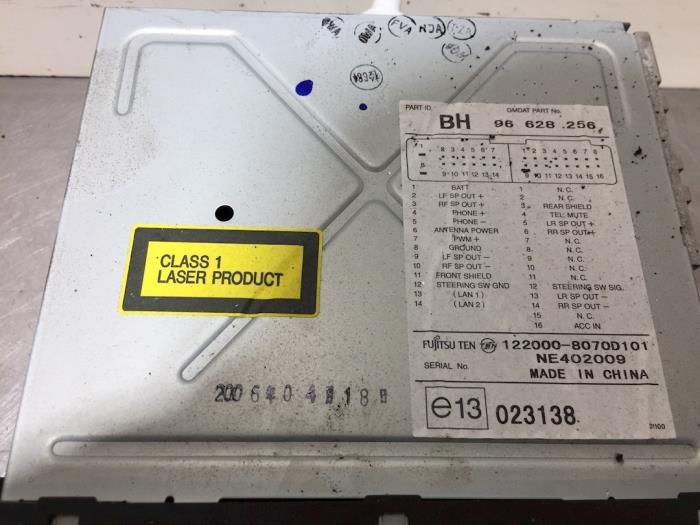 FVA NDA
PART ID. GMDAT PART No.
BH 96 628 256
1 8 3 4 5 6 7 1 2 3 4 5 6 7 8
8 9 10 11 12 13 14 9 10 11 12 13 14 15 16
1 BATT 1 N.C.
2 LF SP OUT + 2 N.C.
3 RF SP OUT + 3 REAR SHIELD
4 PHONE + 4 TEL MUTE
5 PHONE - 5 LR SP OUT+
6 ANTENNA POWER 6 RR SP OUT+
7 PWM + 7 N.C.
8 GROUND 8 N.C.
9 LF SP OUT - 9 N.C.
10 RF SP OUT - 10 N.C.
11 FRONT SHIELD 11 N.C.
12 STEERING SW GND 12 STEERING SW SIG.
13 (LAN 1) 13 LR SP OUT -
14 (LAN 2) 14 RR SP OUT -
15 N.C.
16 ACC IN
CLASS 1
LASER PRODUCT
FUJITSU TEN 122000-8070D101
SERIAL No. NE402009
MADE IN CHINA
e13 023138